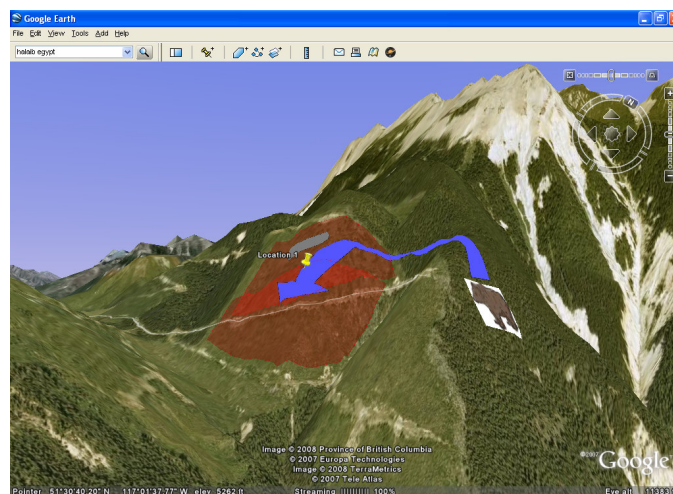 Google Earth
File Edit View Tools Add Help
halaib egypt
N
Location 1
Image © 2008 Province of British Columbia
© 2007 Europa Technologies
Image © 2008 TerraMetrics
© 2007 Tele Atlas
©2007 Google
Pointer 51°30'40.20" N 117°01'37.77" W elev 5262 ft Streaming |||||||||| 100% Eye alt 11383